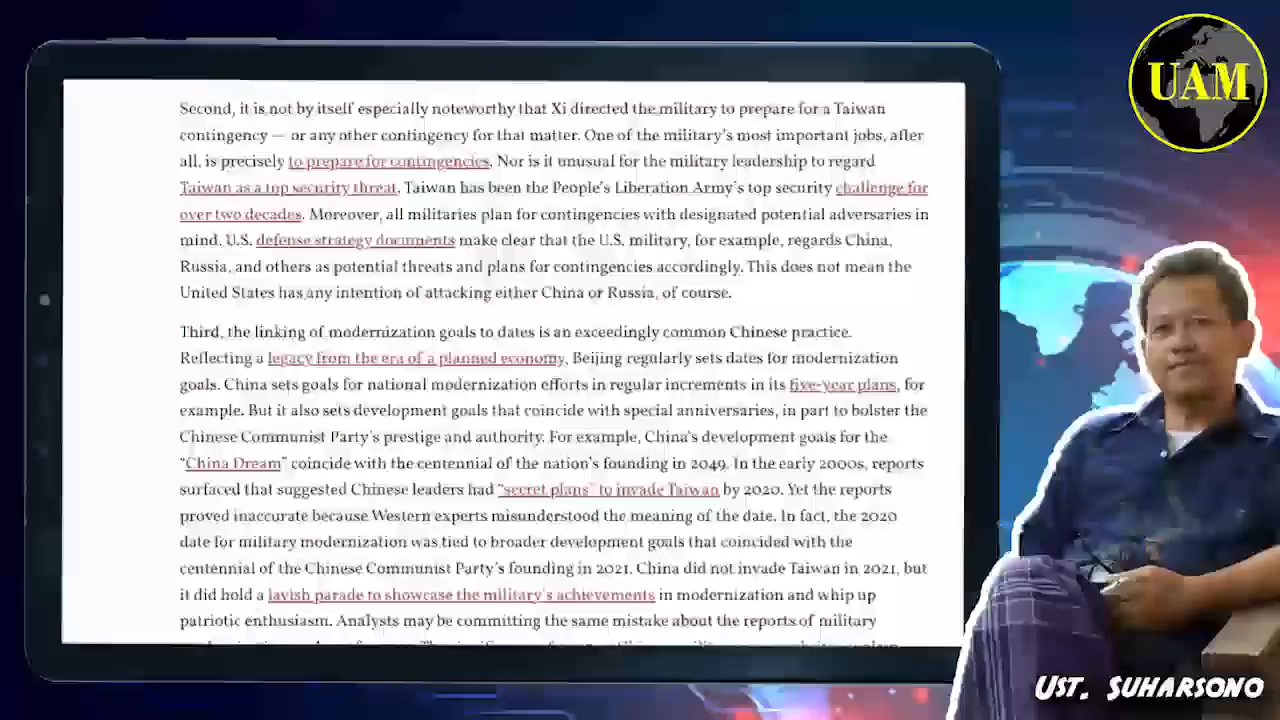 Second, it is not by itself especially noteworthy that Xi directed the military to prepare for a Taiwan
contingency — or any other contingency for that matter. One of the military's most important jobs, after
all, is precisely to prepare for contingencies. Nor is it unusual for the military leadership to regard
Taiwan as a top security threat. Taiwan has been the People's Liberation Army's top security challenge for
over two decades. Moreover, all militaries plan for contingencies with designated potential adversaries in
mind. U.S. defense strategy documents make clear that the U.S. military, for example, regards China,
Russia, and others as potential threats and plans for contingencies accordingly. This does not mean the
United States has any intention of attacking either China or Russia, of course.
Third, the linking of modernization goals to dates is an exceedingly common Chinese practice.
Reflecting a legacy from the era of a planned economy, Beijing regularly sets dates for modernization
goals. China sets goals for national modernization efforts in regular increments in its five-year plans, for
example. But it also sets development goals that coincide with special anniversaries, in part to bolster the
Chinese Communist Party's prestige and authority. For example, China's development goals for the
"China Dream" coincide with the centennial of the nation's founding in 2049. In the early 2000s, reports
surfaced that suggested Chinese leaders had "secret plans" to invade Taiwan by 2020. Yet the reports
proved inaccurate because Western experts misunderstood the meaning of the date. In fact, the 2020
date for military modernization was tied to broader development goals that coincided with the
centennial of the Chinese Communist Party's founding in 2021. China did not invade Taiwan in 2021, but
it did hold a lavish parade to showcase the military's achievements in modernization and whip up
patriotic enthusiasm. Analysts may be committing the same mistake about the reports of military
UAM
UST. SUHARSONO